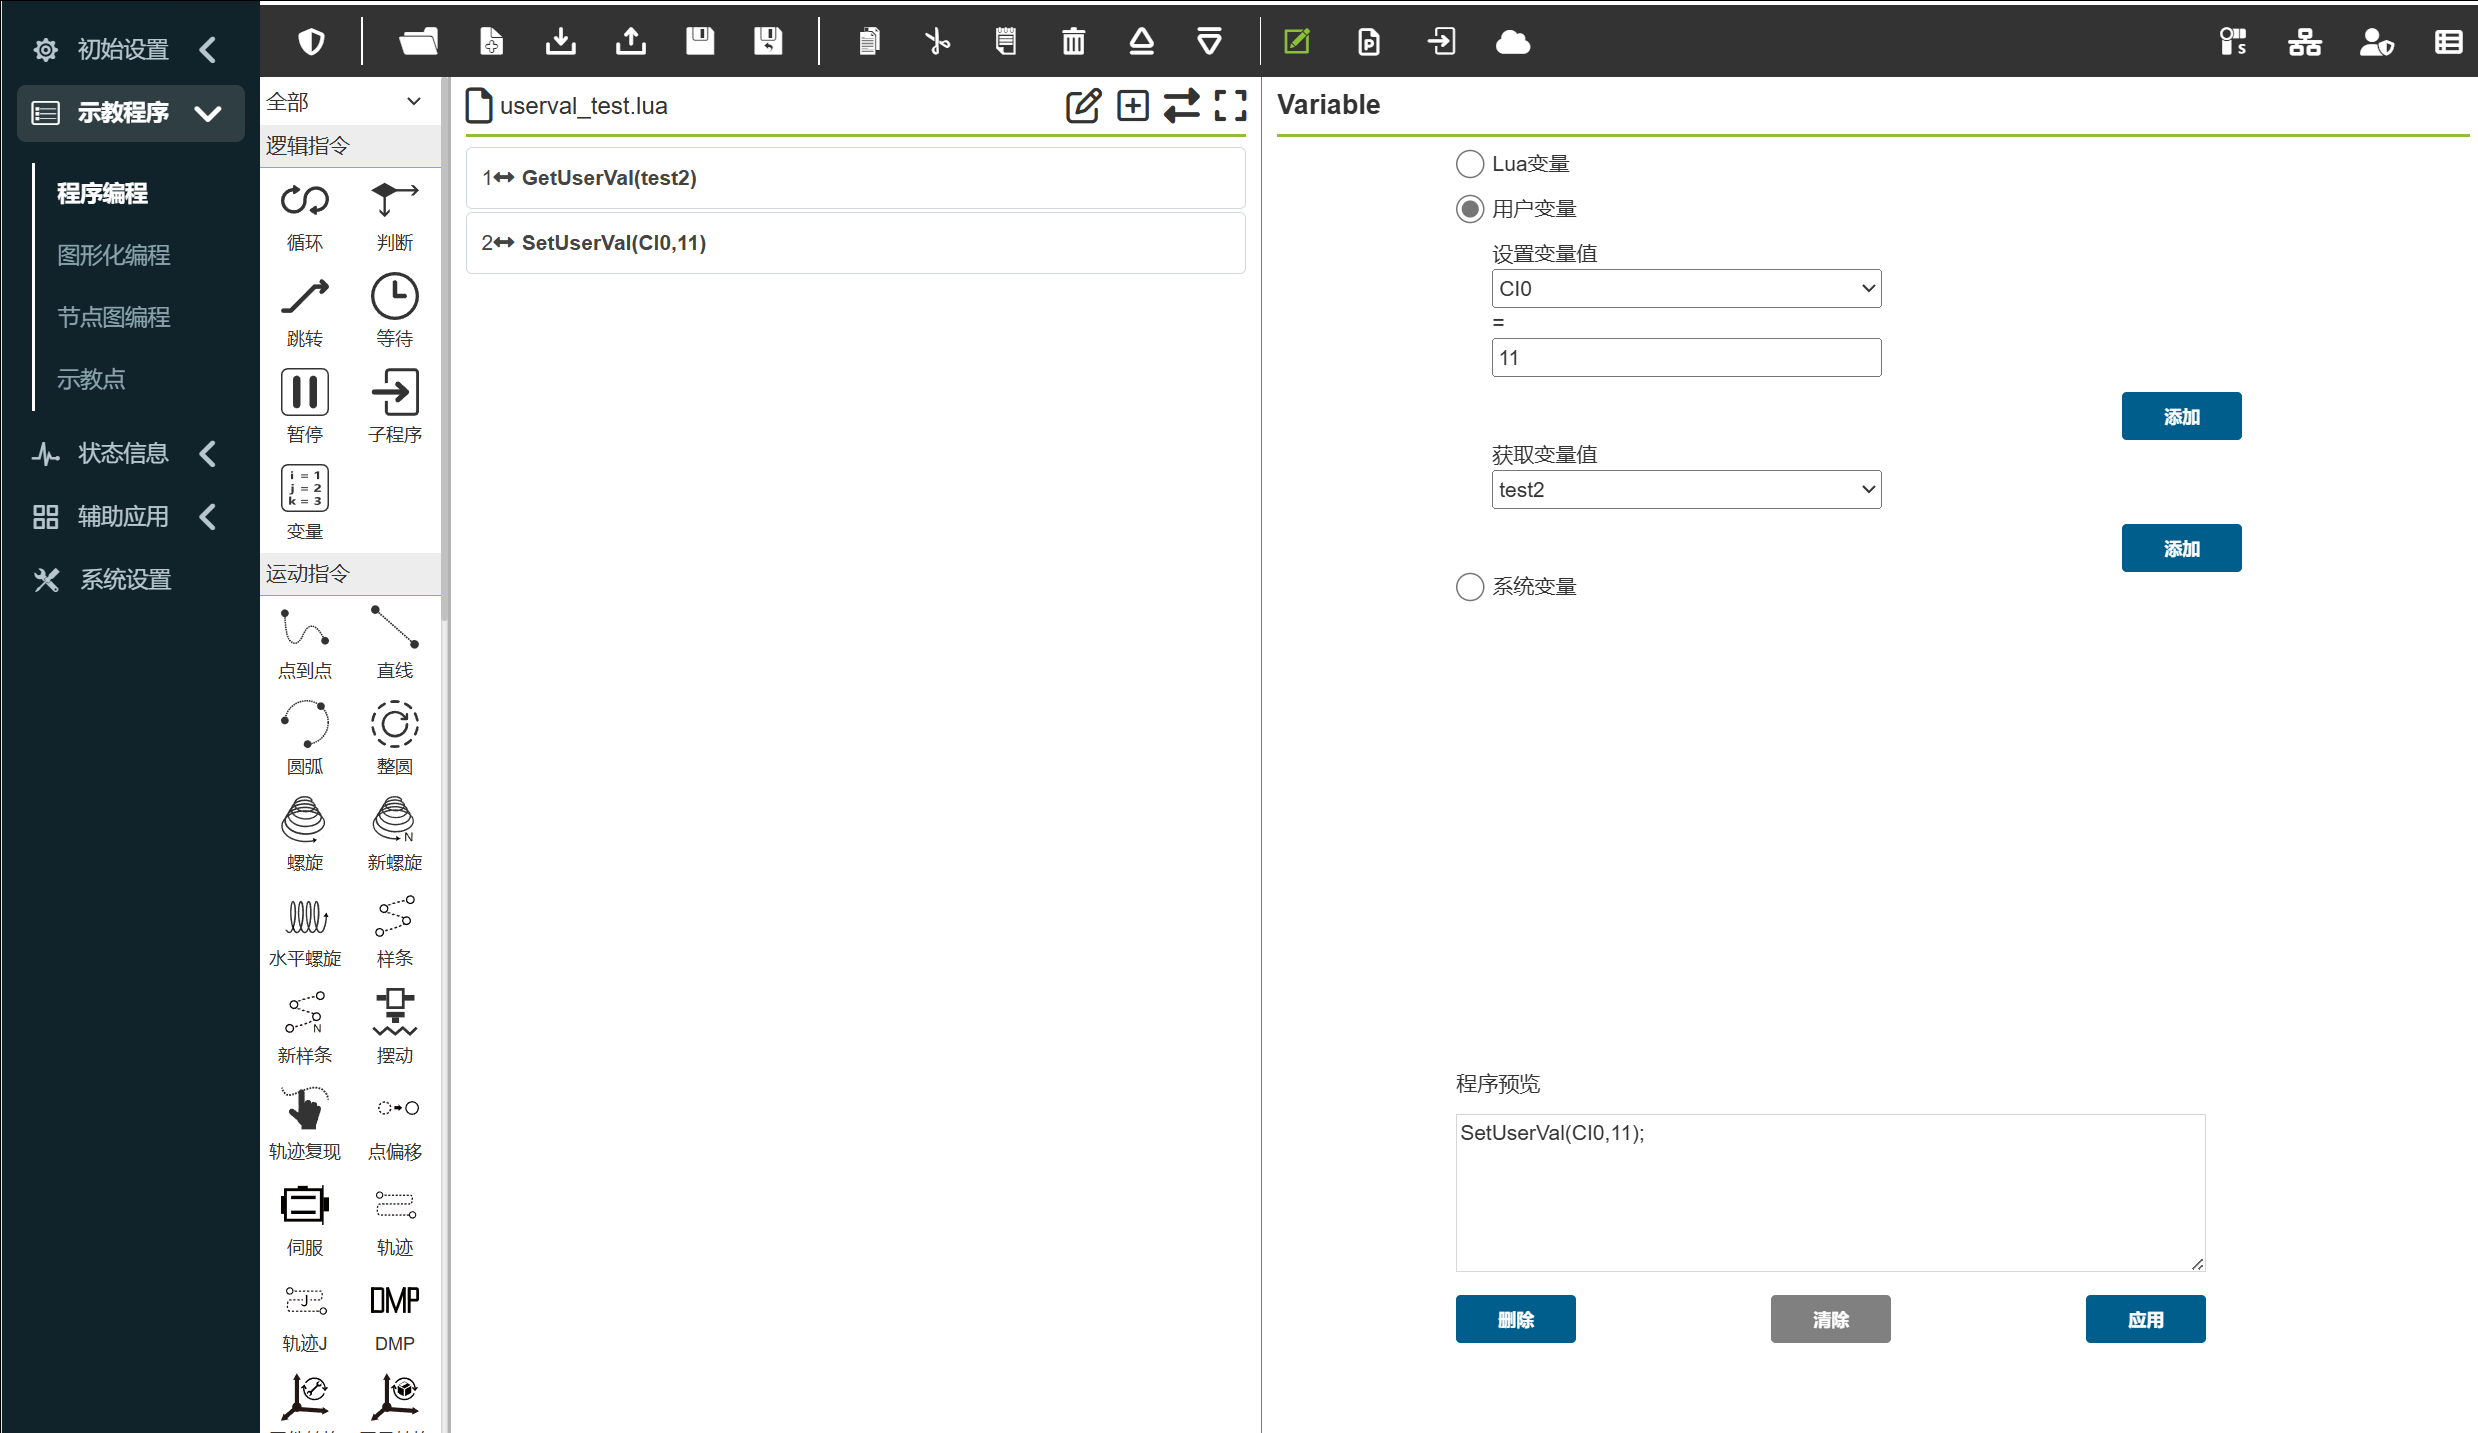 初始设置
示教程序
程序编程
图形化编程
节点图编程
示教点
状态信息
辅助应用
系统设置
全部
逻辑指令
循环
判断
跳转
等待
暂停
子程序
i = 1
j = 2
k = 3
变量
运动指令
点到点
直线
圆弧
整圆
螺旋
N
新螺旋
水平螺旋
样条
N
新样条
摆动
轨迹复现
点偏移
伺服
轨迹
J
轨迹J
DMP
DMP
userval_test.lua
1 GetUserVal(test2)
2 SetUserVal(CI0,11)
P
S
Variable
Lua变量
用户变量
设置变量值
CI0
=
11
添加
获取变量值
test2
添加
系统变量
程序预览
SetUserVal(CI0,11);
删除
清除
应用